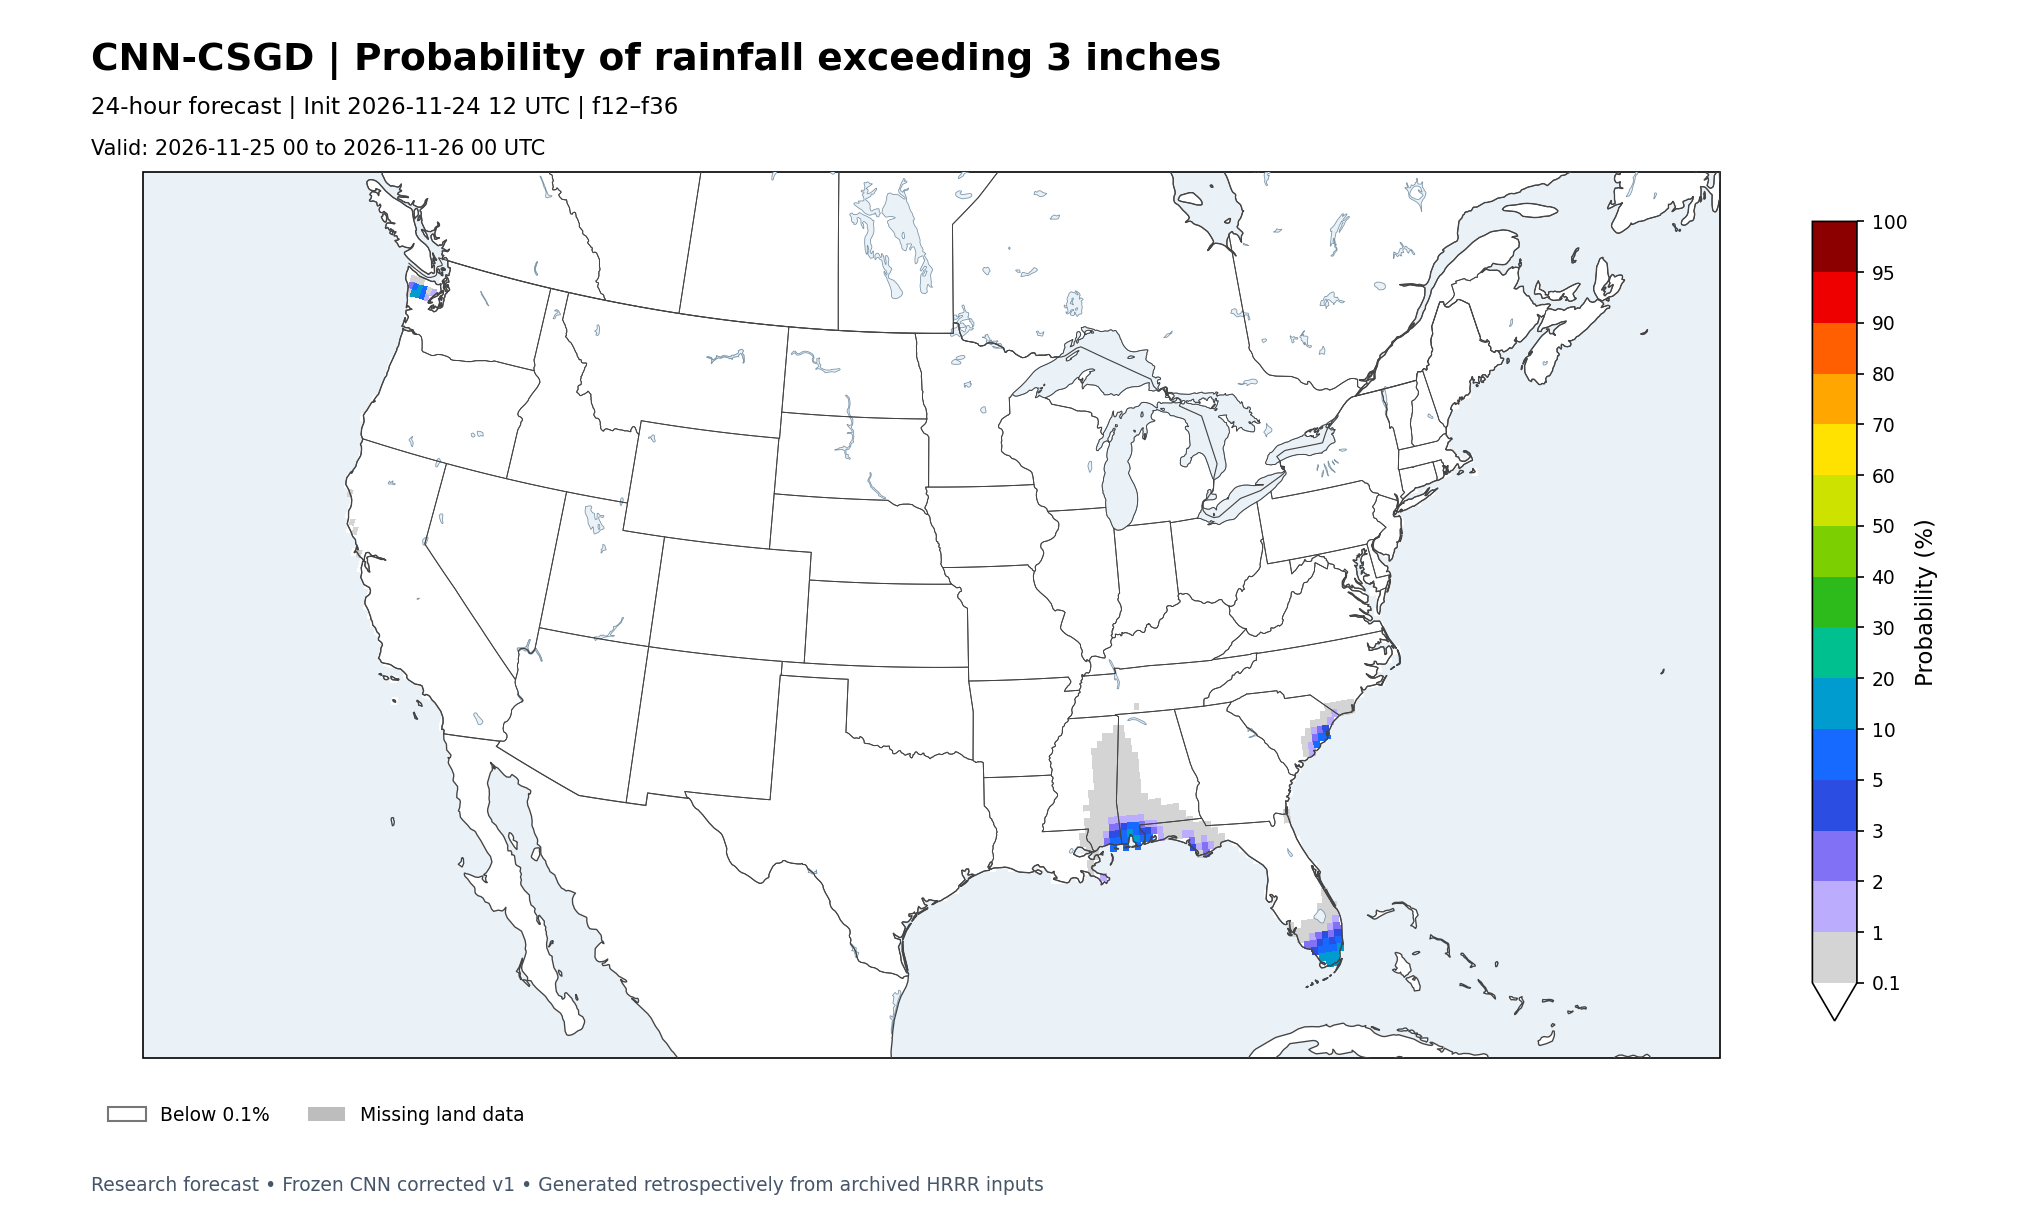 CNN-CSGD | Probability of rainfall exceeding 3 inches
24-hour forecast | Init 2026-11-24 12 UTC | f12–f36
Valid: 2026-11-25 00 to 2026-11-26 00 UTC
100
95
90
80
70
60
50
40
30
20
10
5
3
2
1
0.1
Probability (%)
Below 0.1%
Missing land data
Research forecast • Frozen CNN corrected v1 • Generated retrospectively from archived HRRR inputs